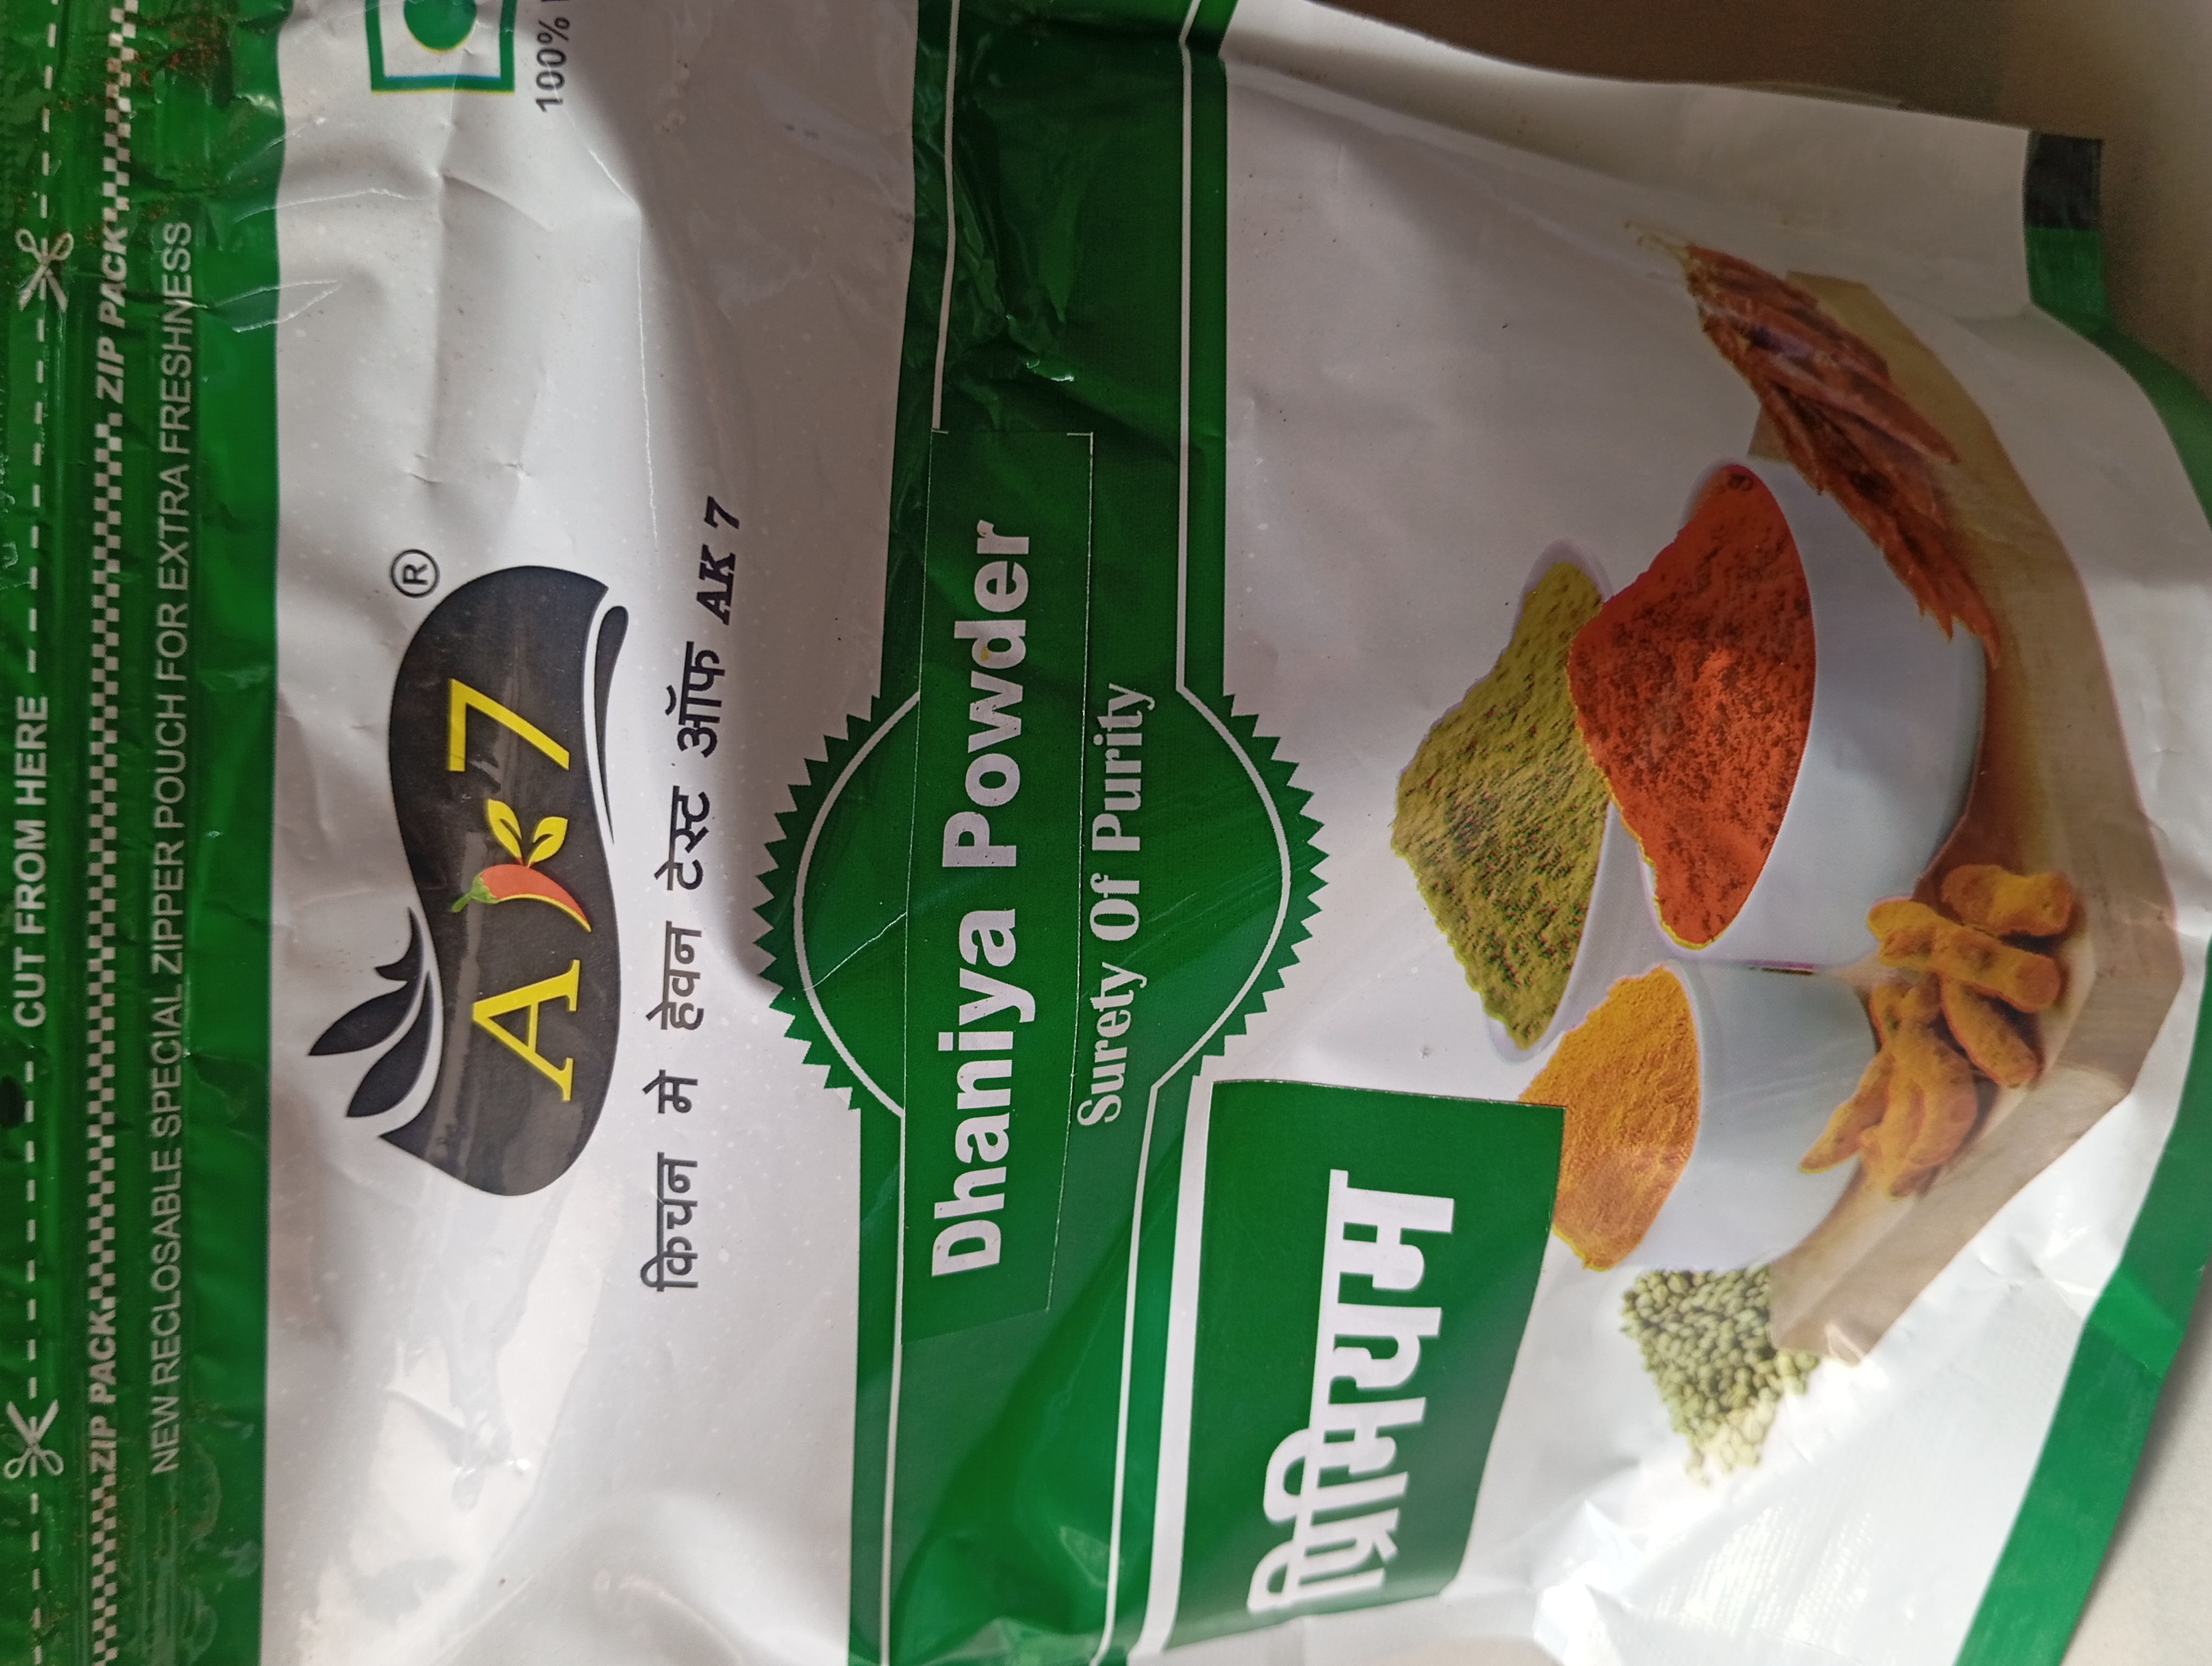 CUT FROM HERE
ZIP PACK ZIP PACK
NEW RECLOSABLE SPECIAL ZIPPER POUCH FOR EXTRA FRESHNESS
100%
®
AK7
किचन मे हेवन टेस्ट ऑफ AK 7
Dhaniya Powder
Surety Of Purity
प्रिमियम